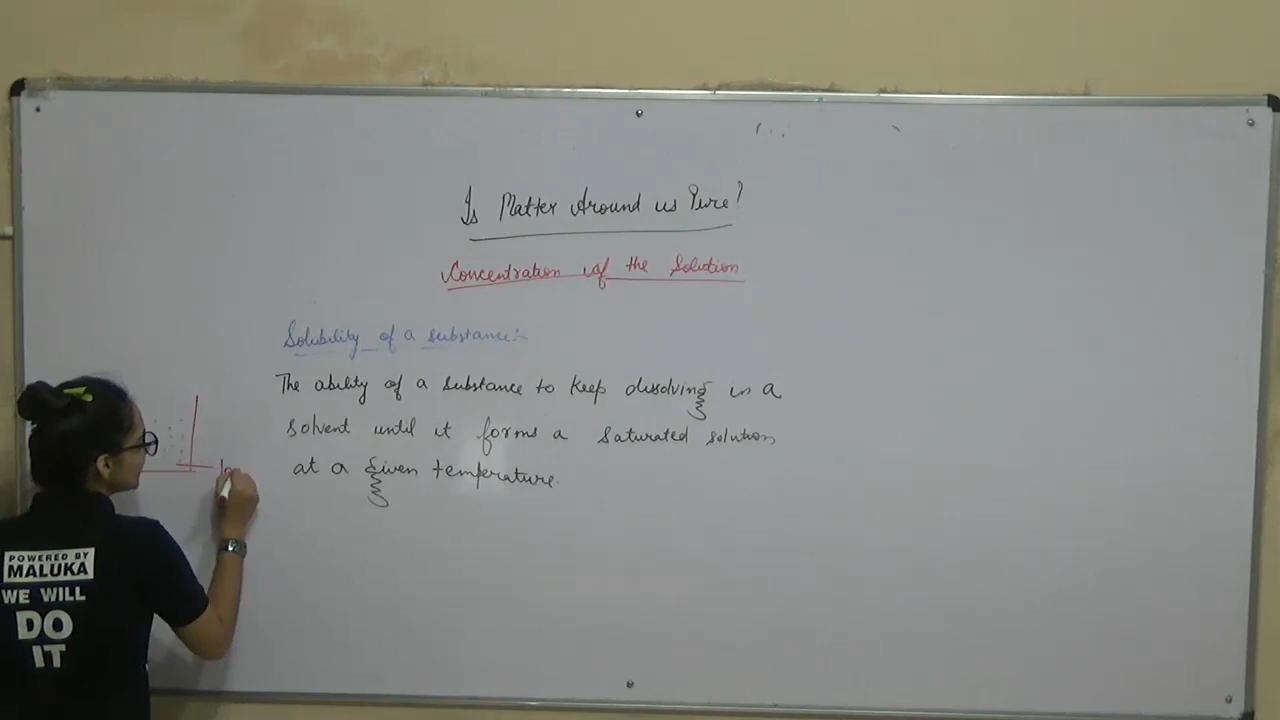 Is Matter Around us Pure?
Concentration of the Solution
Solubility of a substance:-
The ability of a substance to keep dissolving in a
solvent until it forms a saturated solution
at a given temperature.
POWERED BY
MALUKA
WE WILL
DO
IT